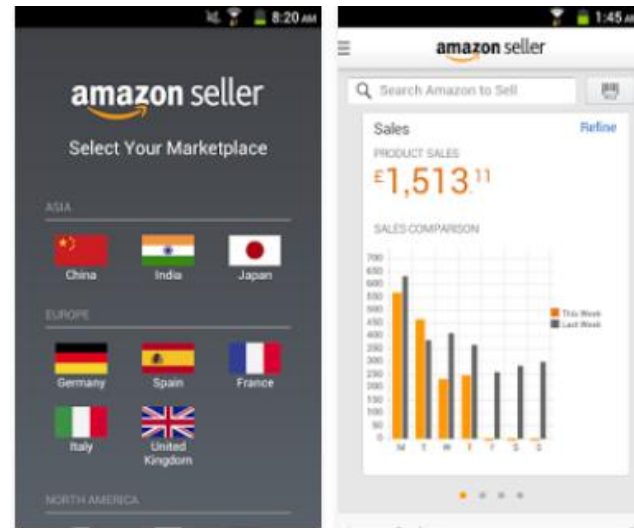 8:20 AM
amazon seller
Select Your Marketplace
ASIA
China
India
Japan
EUROPE
Germany
Spain
France
Italy
United
Kingdom
NORTH AMERICA
1:45 AM
amazon seller
Search Amazon to Sell
Sales
Refine
PRODUCT SALES
£1,513.11
SALES COMPARISON
700
650
600
550
500
450
400
350
300
250
200
150
100
50
0
This Week
Last Week
M T W T F S S